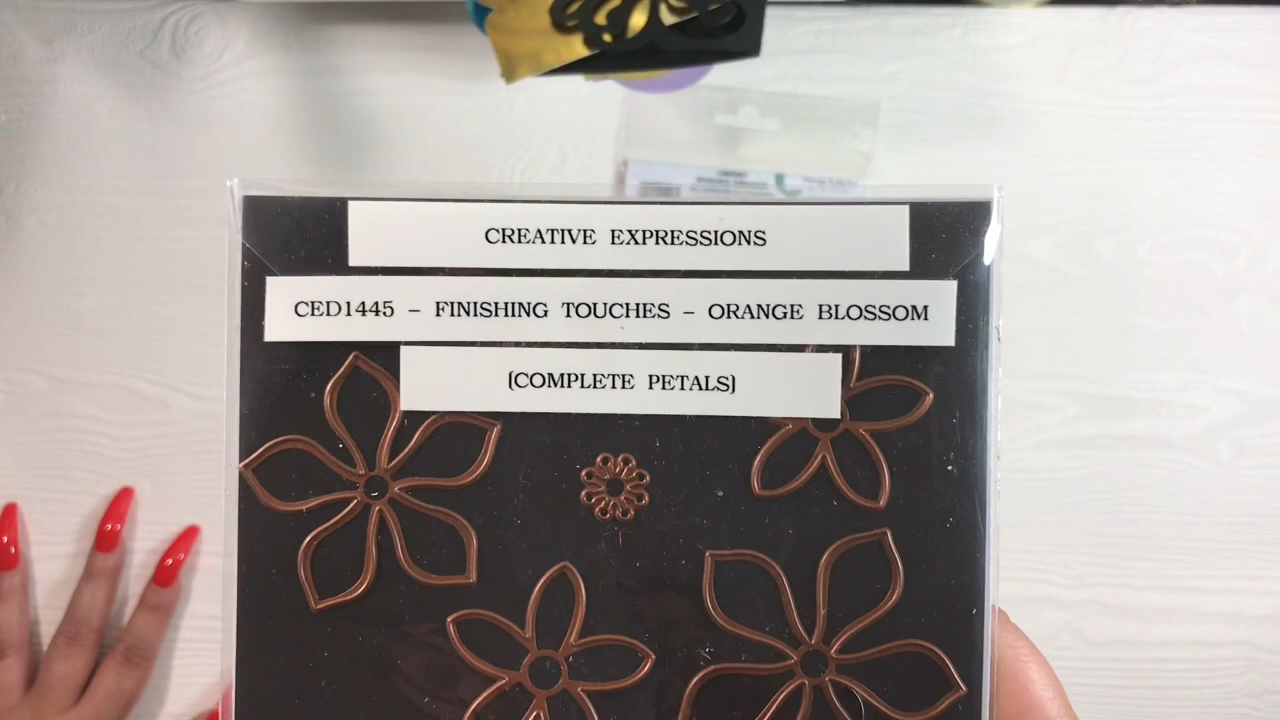 CREATIVE EXPRESSIONS
CED1445 – FINISHING TOUCHES – ORANGE BLOSSOM
(COMPLETE PETALS)